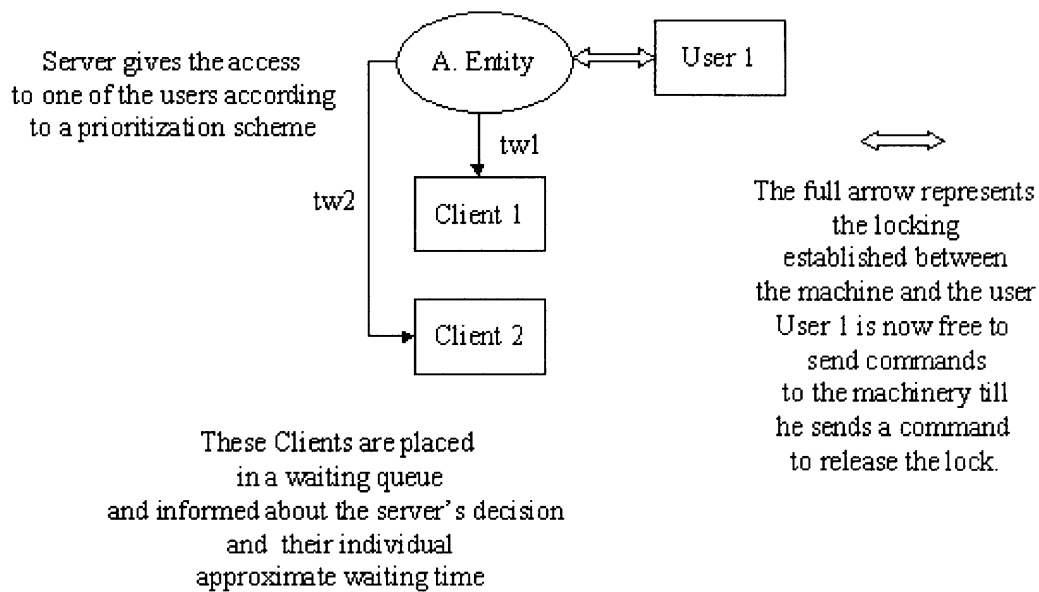 A. Entity
User 1
Server gives the access
to one of the users according
to a prioritization scheme
tw1
tw2
Client 1
Client 2
The full arrow represents
the locking
established between
the machine and the user
User 1 is now free to
send commands
to the machinery till
he sends a command
to release the lock.
These Clients are placed
in a waiting queue
and informed about the server's decision
and their individual
approximate waiting time